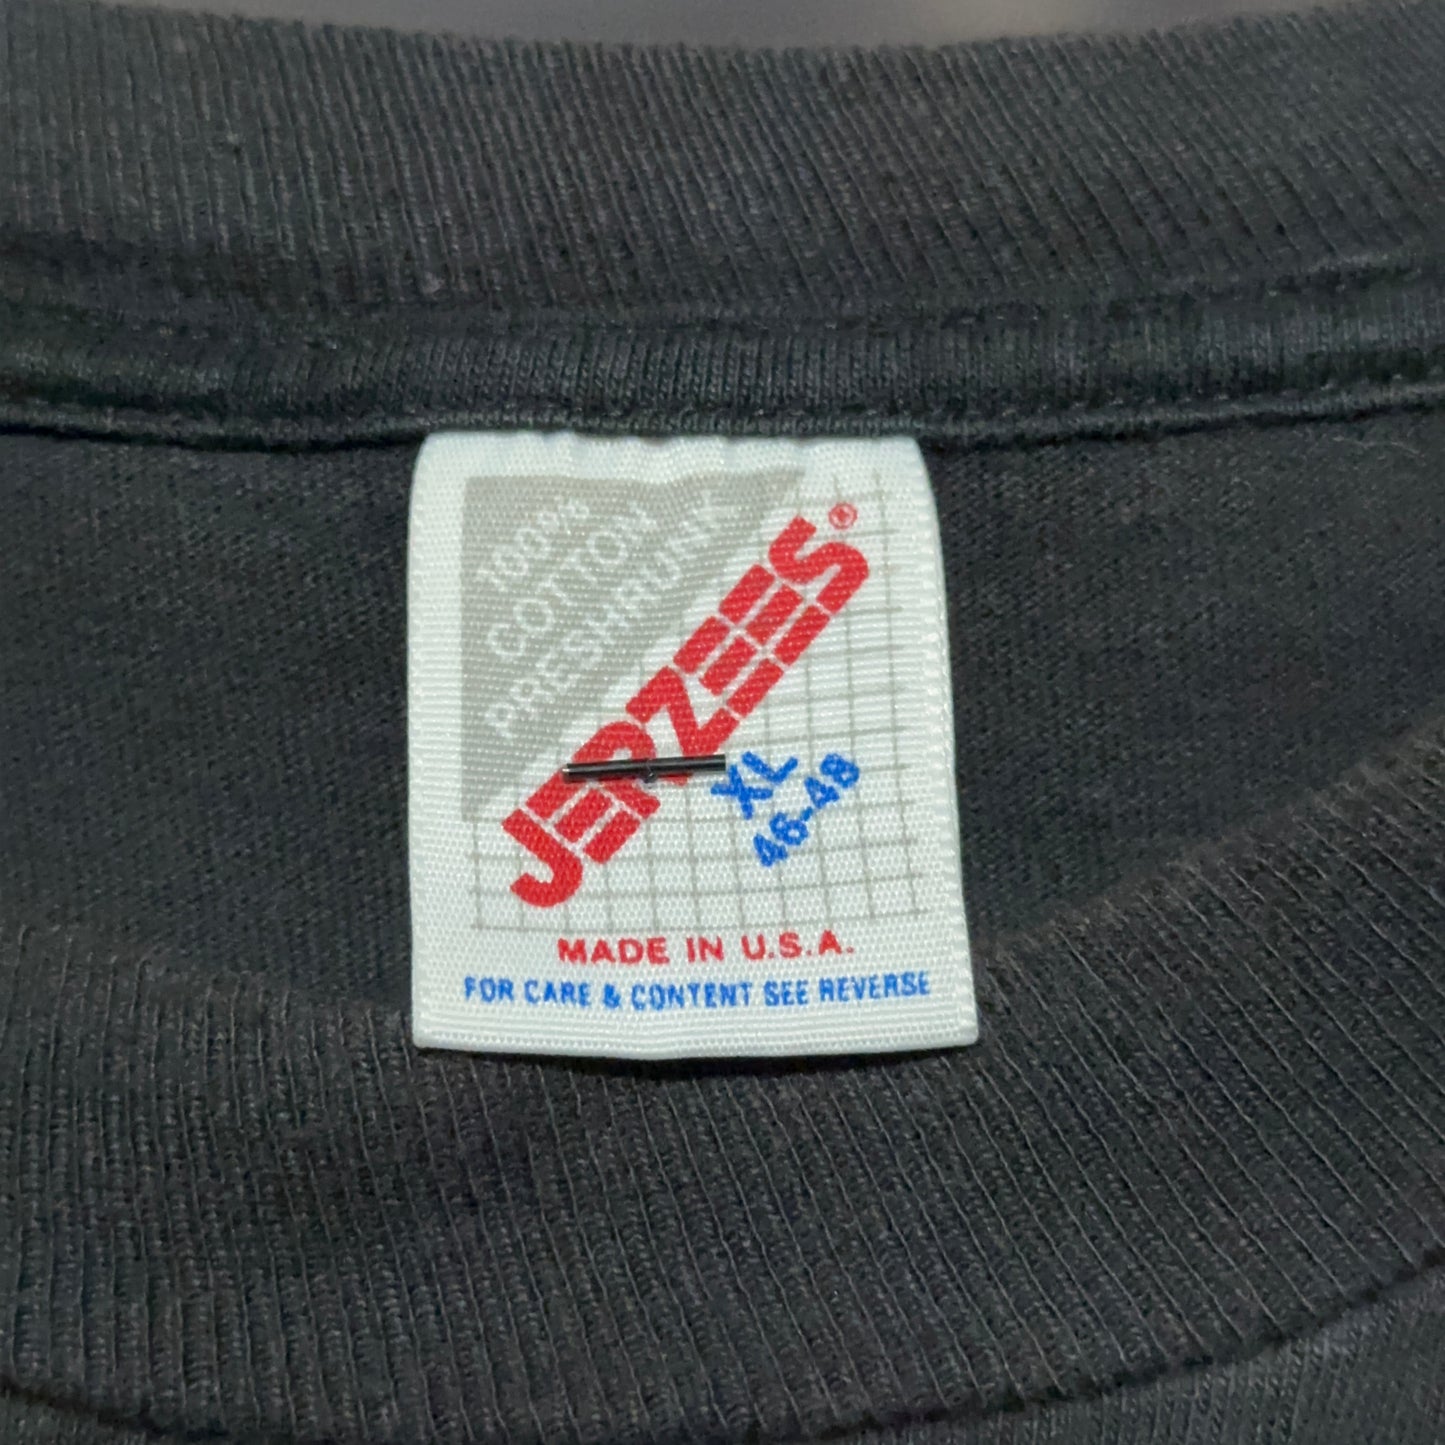 100%
COTTON
PRESHRUNK
JERZEES®
XL
46-48
MADE IN U.S.A.
FOR CARE & CONTENT SEE REVERSE